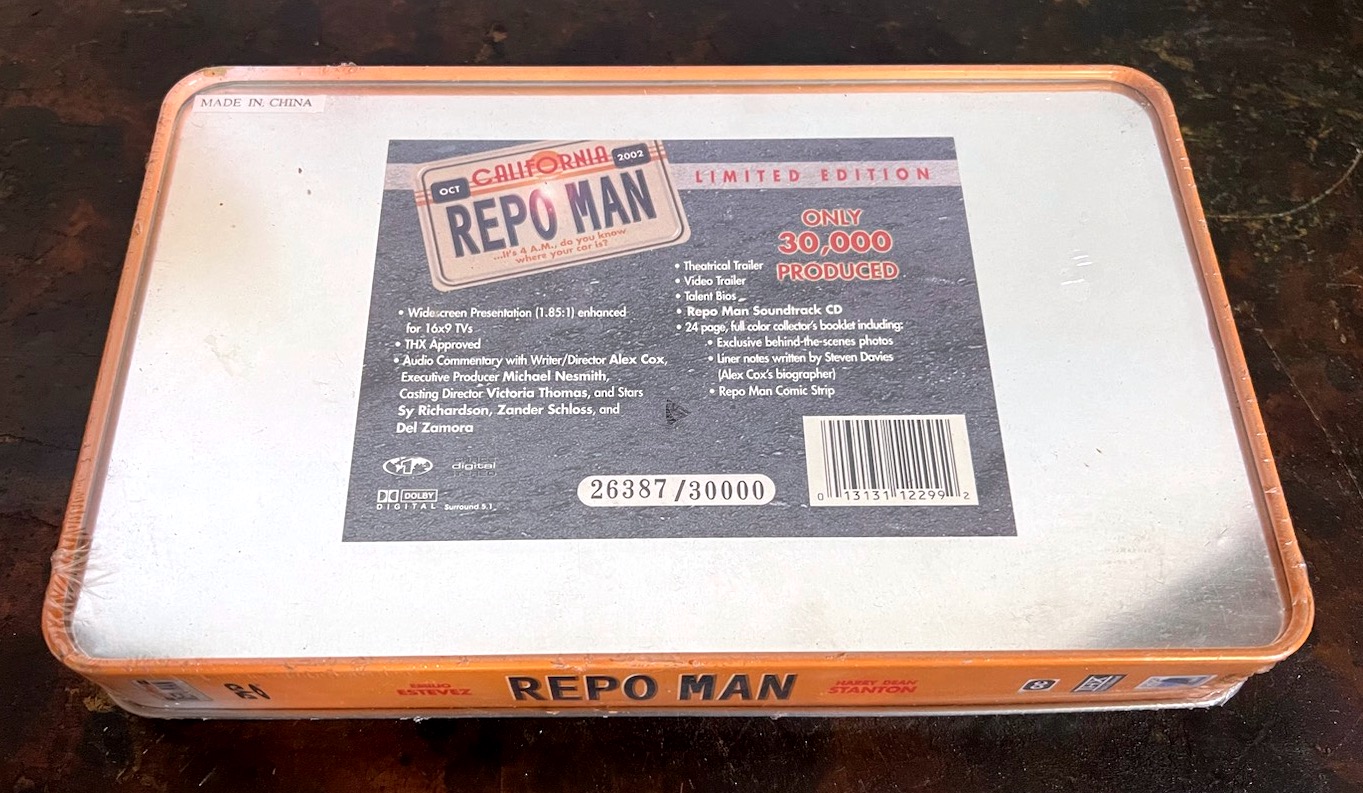 MADE IN. CHINA
CALIFORNIA
OCT
2002
REPO MAN
...it's 4 A.M., do you know
where your car is?
LIMITED EDITION
ONLY
30,000
PRODUCED
• Widescreen Presentation (1.85:1) enhanced
for 16x9 TVs
• THX Approved
• Audio Commentary with Writer/Director Alex Cox,
Executive Producer Michael Nesmith,
Casting Director Victoria Thomas, and Stars
Sy Richardson, Zander Schloss, and
Del Zamora
• Theatrical Trailer
• Video Trailer
• Talent Bios
• Repo Man Soundtrack CD
• 24 page, full color collector's booklet including:
• Exclusive behind-the-scenes photos
• Liner notes written by Steven Davies
(Alex Cox's biographer)
• Repo Man Comic Strip
digital
DOLBY
DIGITAL Surround 5.1
26387/30000
0 13131 12299 2
EMILIO
ESTEVEZ
REPO MAN
HARRY DEAN
STANTON